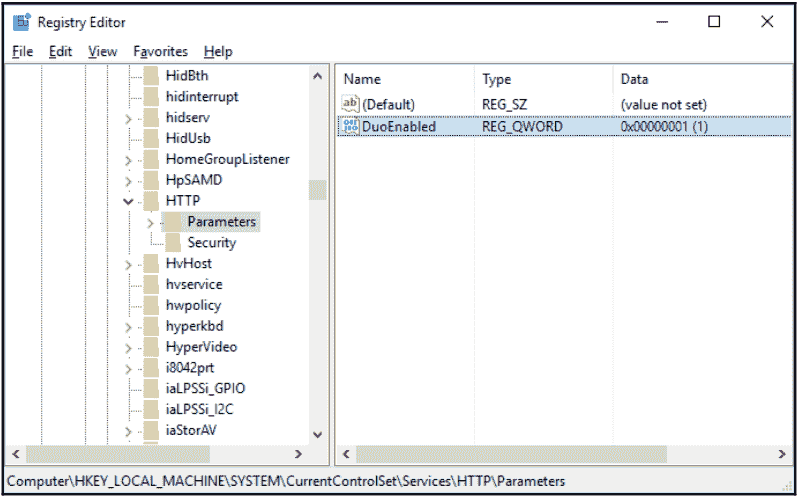 Registry Editor
File Edit View Favorites Help
HidBth
hidinterrupt
hidserv
HidUsb
HomeGroupListener
HpSAMD
HTTP
Parameters
Security
HvHost
hvservice
hwpolicy
hyperkbd
HyperVideo
i8042prt
iaLPSSi_GPIO
iaLPSSi_I2C
iaStorAV
Name Type Data
ab (Default) REG_SZ (value not set)
DuoEnabled REG_QWORD 0x00000001 (1)
Computer\HKEY_LOCAL_MACHINE\SYSTEM\CurrentControlSet\Services\HTTP\Parameters